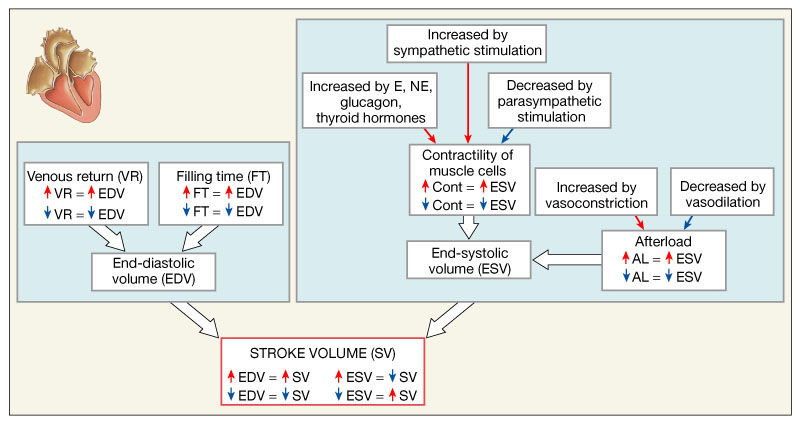 Increased by
sympathetic stimulation
Increased by E, NE,
glucagon,
thyroid hormones
Decreased by
parasympathetic
stimulation
Venous return (VR)
↑ VR = ↑ EDV
↓ VR = ↓ EDV
Filling time (FT)
↑ FT = ↑ EDV
↓ FT = ↓ EDV
Contractility of
muscle cells
↑ Cont = ↑ ESV
↓ Cont = ↓ ESV
Increased by
vasoconstriction
Decreased by
vasodilation
End-diastolic
volume (EDV)
End-systolic
volume (ESV)
Afterload
↑ AL = ↑ ESV
↓ AL = ↓ ESV
STROKE VOLUME (SV)
↑ EDV = ↑ SV ↑ ESV = ↓ SV
↓ EDV = ↓ SV ↓ ESV = ↑ SV